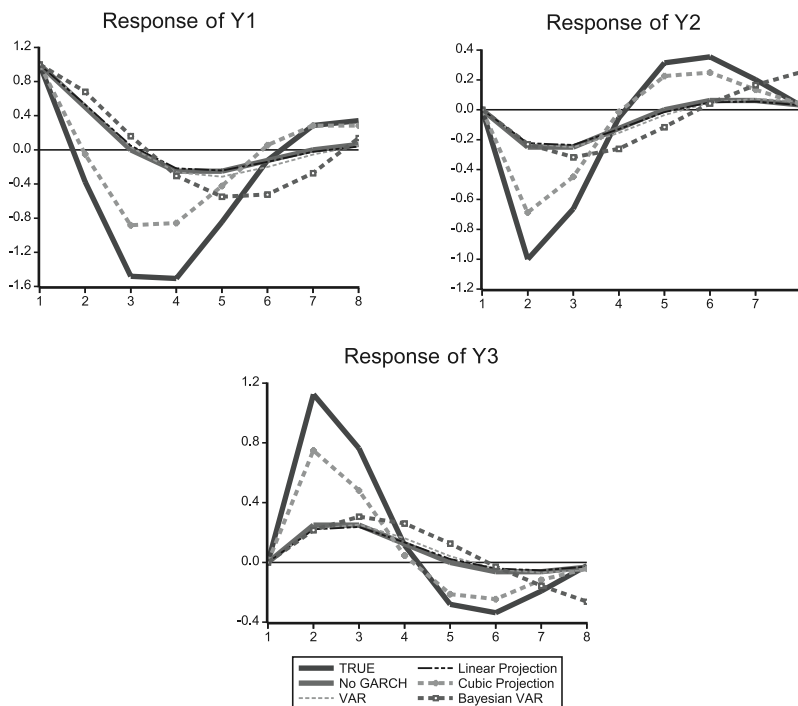 Response of Y1
1.2
0.8
0.4
0.0
-0.4
-0.8
-1.2
-1.6
1 2 3 4 5 6 7 8
Response of Y2
0.4
0.2
0.0
-0.2
-0.4
-0.6
-0.8
-1.0
-1.2
1 2 3 4 5 6 7
Response of Y3
1.2
0.8
0.4
0.0
-0.4
1 2 3 4 5 6 7 8
TRUE
No GARCH
VAR
Linear Projection
Cubic Projection
Bayesian VAR